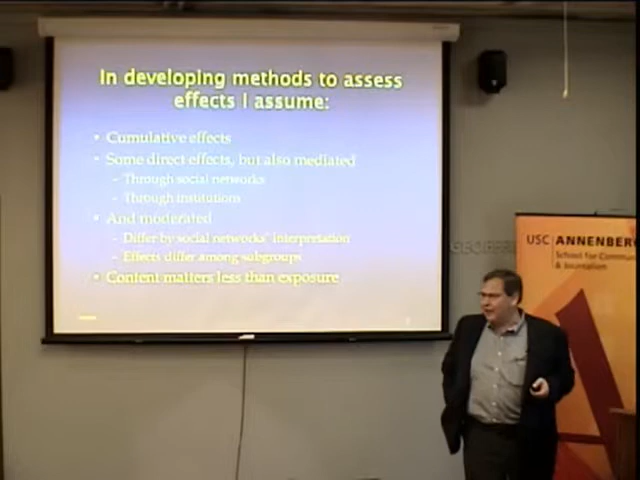 In developing methods to assess
effects I assume:
• Cumulative effects
• Some direct effects, but also mediated
– Through social networks
– Through institutions
• And moderated
– Differ by social networks' interpretation
– Effects differ among subgroups
• Content matters less than exposure
USC ANNENBERG
School for Commu
& Journalism